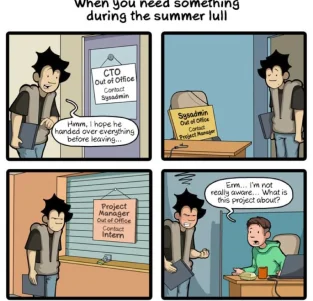 When you need something
during the summer lull
CTO
Out of Office
Contact
Sysadmin
Hmm, I hope he
handed over everything
before leaving...
Sysadmin
Out of Office
Contact
Project Manager
Project
Manager
Out of Office
Contact
Intern
Erm... I'm not
really aware... What is
this project about?